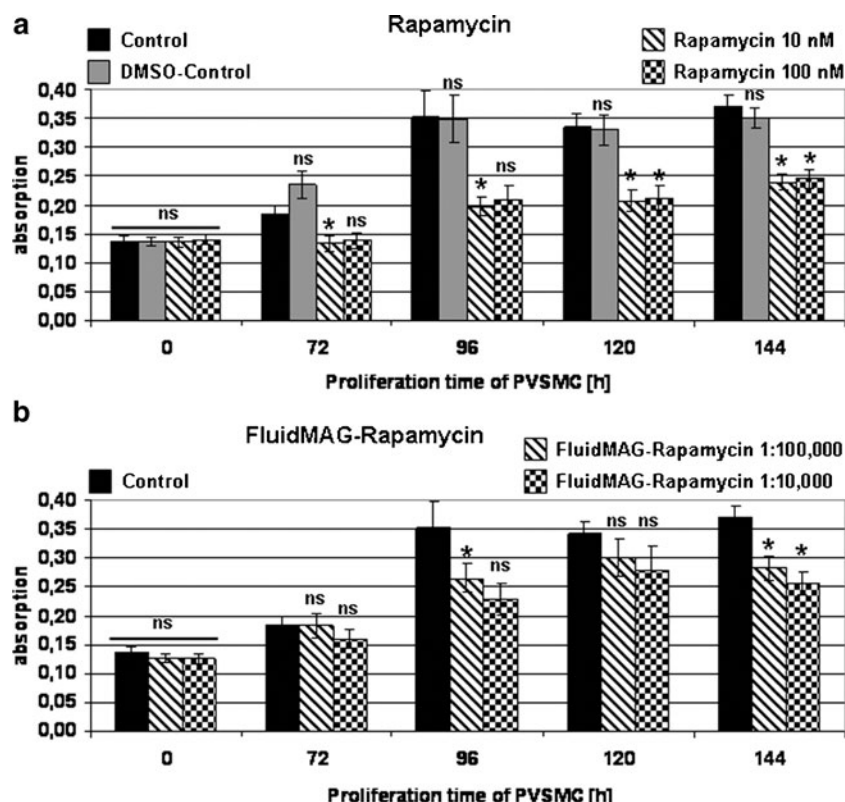 a
Rapamycin
Control
DMSO-Control
Rapamycin 10 nM
Rapamycin 100 nM
absorption
0,40
0,35
0,30
0,25
0,20
0,15
0,10
0,05
0,00
ns
ns
*
ns
ns
*
ns
ns
*
*
ns
*
*
0
72
96
120
144
Proliferation time of PVSMC [h]
b
FluidMAG-Rapamycin
Control
FluidMAG-Rapamycin 1:100,000
FluidMAG-Rapamycin 1:10,000
absorption
0,40
0,35
0,30
0,25
0,20
0,15
0,10
0,05
0,00
ns
ns
ns
*
ns
ns
ns
*
*
0
72
96
120
144
Proliferation time of PVSMC [h]